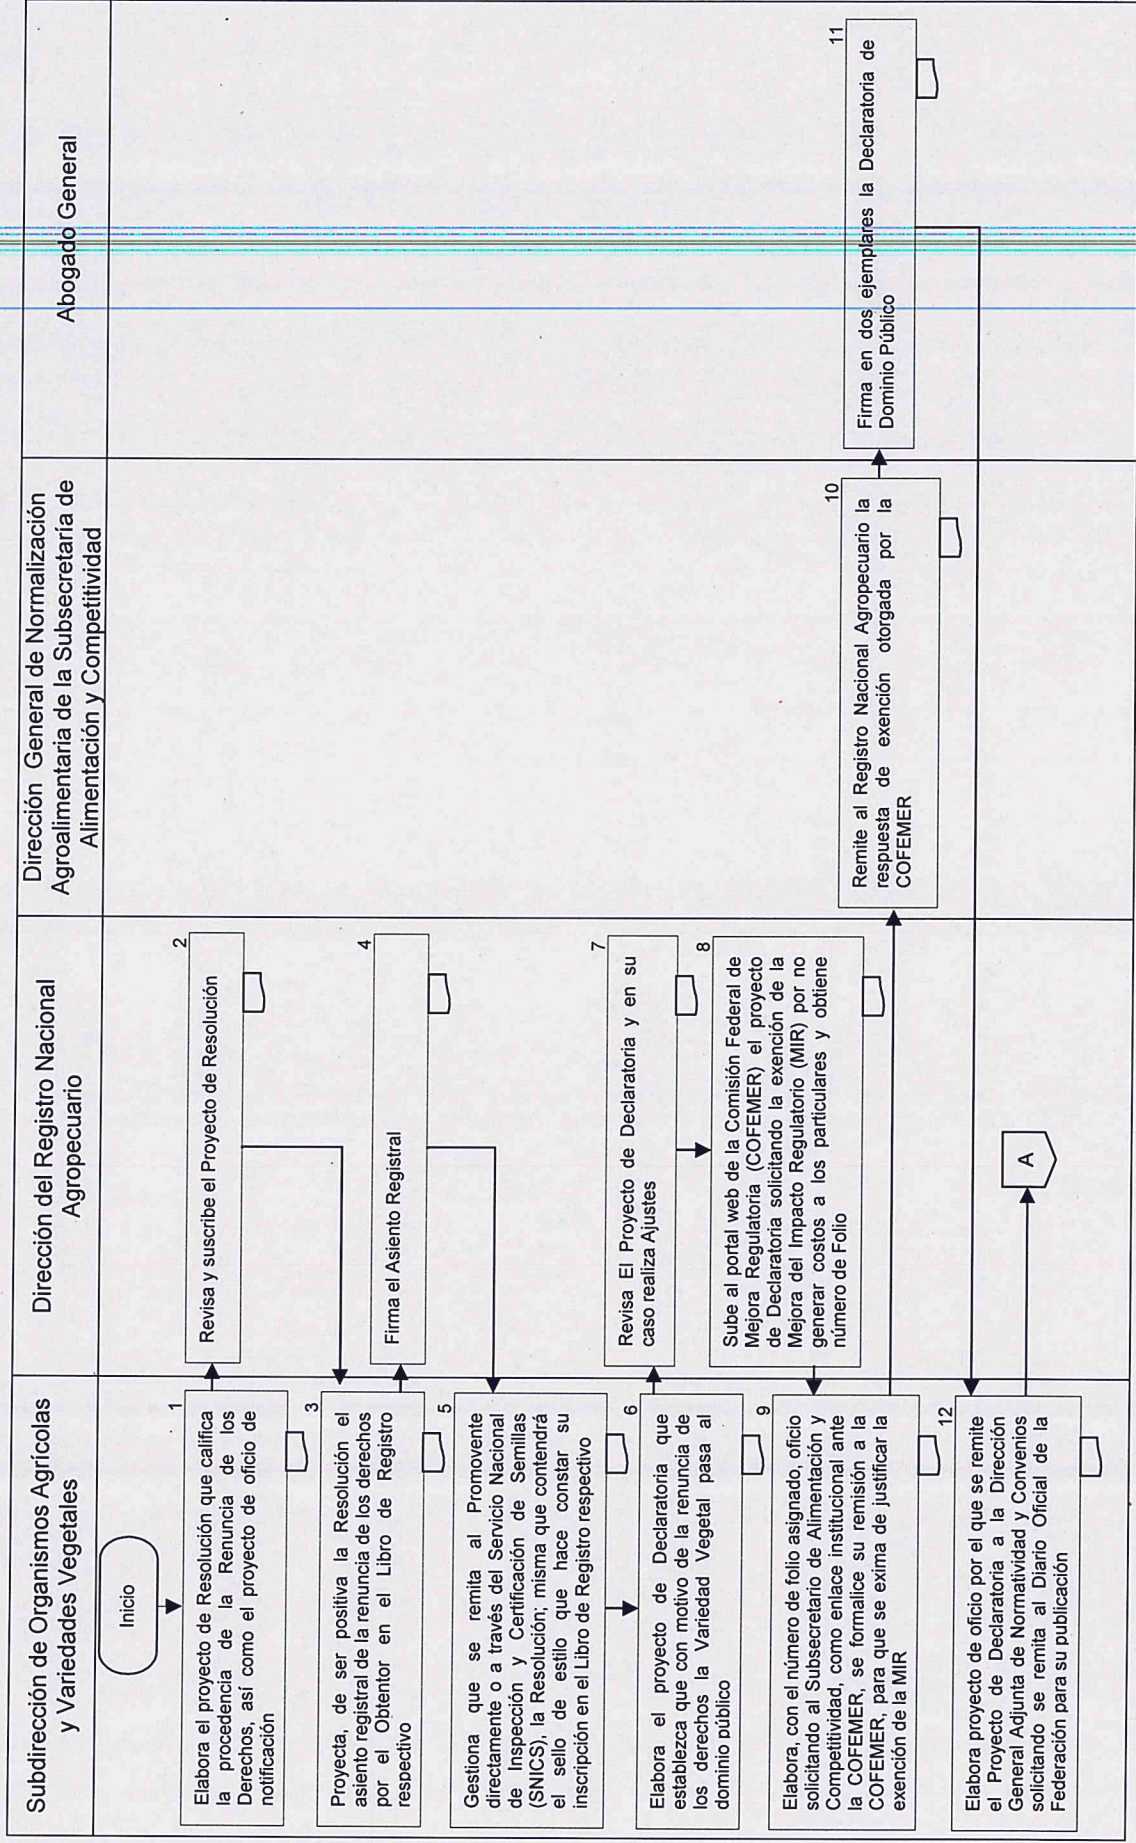 Subdirección de Organismos Agrícolas
y Variedades Vegetales
Dirección del Registro Nacional
Agropecuario
Dirección General de Normalización
Agroalimentaria de la Subsecretaría de
Alimentación y Competitividad
Abogado General
Inicio
1
Elabora el proyecto de Resolución que califica
la procedencia de la Renuncia de los
Derechos, así como el proyecto de oficio de
notificación
2
Revisa y suscribe el Proyecto de Resolución
3
Proyecta, de ser positiva la Resolución el
asiento registral de la renuncia de los derechos
por el Obtentor en el Libro de Registro
respectivo
4
Firma el Asiento Registral
5
Gestiona que se remita al Promovente
directamente o a través del Servicio Nacional
de Inspección y Certificación de Semillas
(SNICS), la Resolución; misma que contendrá
el sello de estilo que hace constar su
inscripción en el Libro de Registro respectivo
6
Elabora el proyecto de Declaratoria que
establezca que con motivo de la renuncia de
los derechos la Variedad Vegetal pasa al
dominio público
7
Revisa El Proyecto de Declaratoria y en su
caso realiza Ajustes
8
Sube al portal web de la Comisión Federal de
Mejora Regulatoria (COFEMER) el proyecto
de Declaratoria solicitando la exención de la
Mejora del Impacto Regulatorio (MIR) por no
generar costos a los particulares y obtiene
número de Folio
9
Elabora, con el número de folio asignado, oficio
solicitando al Subsecretario de Alimentación y
Competitividad, como enlace institucional ante
la COFEMER, se formalice su remisión a la
COFEMER, para que se exima de justificar la
exención de la MIR
10
Remite al Registro Nacional Agropecuario la
respuesta de exención otorgada por la
COFEMER
11
Firma en dos ejemplares la Declaratoria de
Dominio Público
12
Elabora proyecto de oficio por el que se remite
el Proyecto de Declaratoria a la Dirección
General Adjunta de Normatividad y Convenios
solicitando se remita al Diario Oficial de la
Federación para su publicación
A